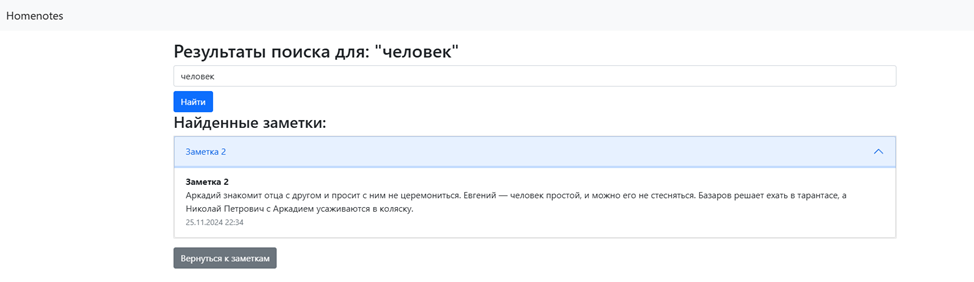 Homenotes
Результаты поиска для: "человек"
человек
Найти
Найденные заметки:
Заметка 2
Заметка 2
Аркадий знакомит отца с другом и просит с ним не церемониться. Евгений — человек простой, и можно его не стесняться. Базаров решает ехать в тарантасе, а
Николай Петрович с Аркадием усаживаются в коляску.
25.11.2024 22:34
Вернуться к заметкам